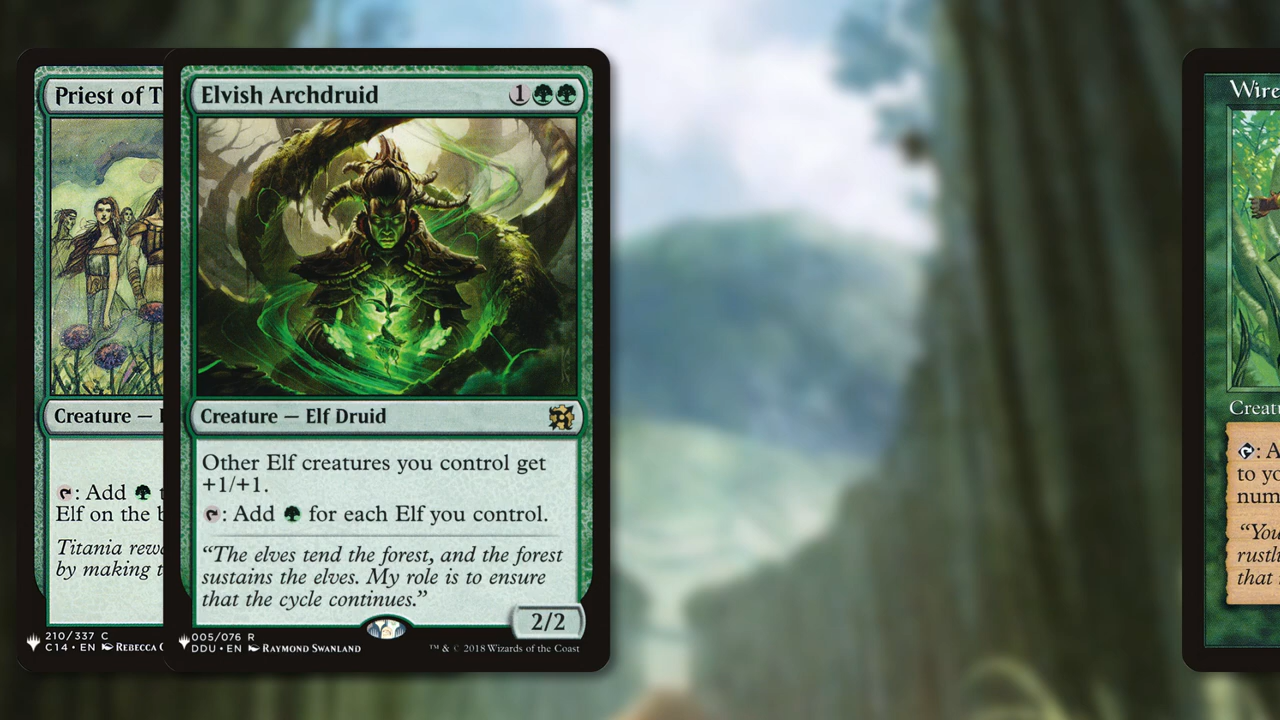 Priest of T
Creature —
: Add t
Elf on the b
Titania rewa
by making t
210/337 C
C14 • EN REBECCA G
Elvish Archdruid
1
Creature — Elf Druid
Other Elf creatures you control get
+1/+1.
: Add for each Elf you control.
“The elves tend the forest, and the forest
sustains the elves. My role is to ensure
that the cycle continues.”
2/2
005/076 R
DDU • EN RAYMOND SWANLAND
™ & © 2018 Wizards of the Coast
Wire
Creatu
: A
to yo
num
“You
rustli
that